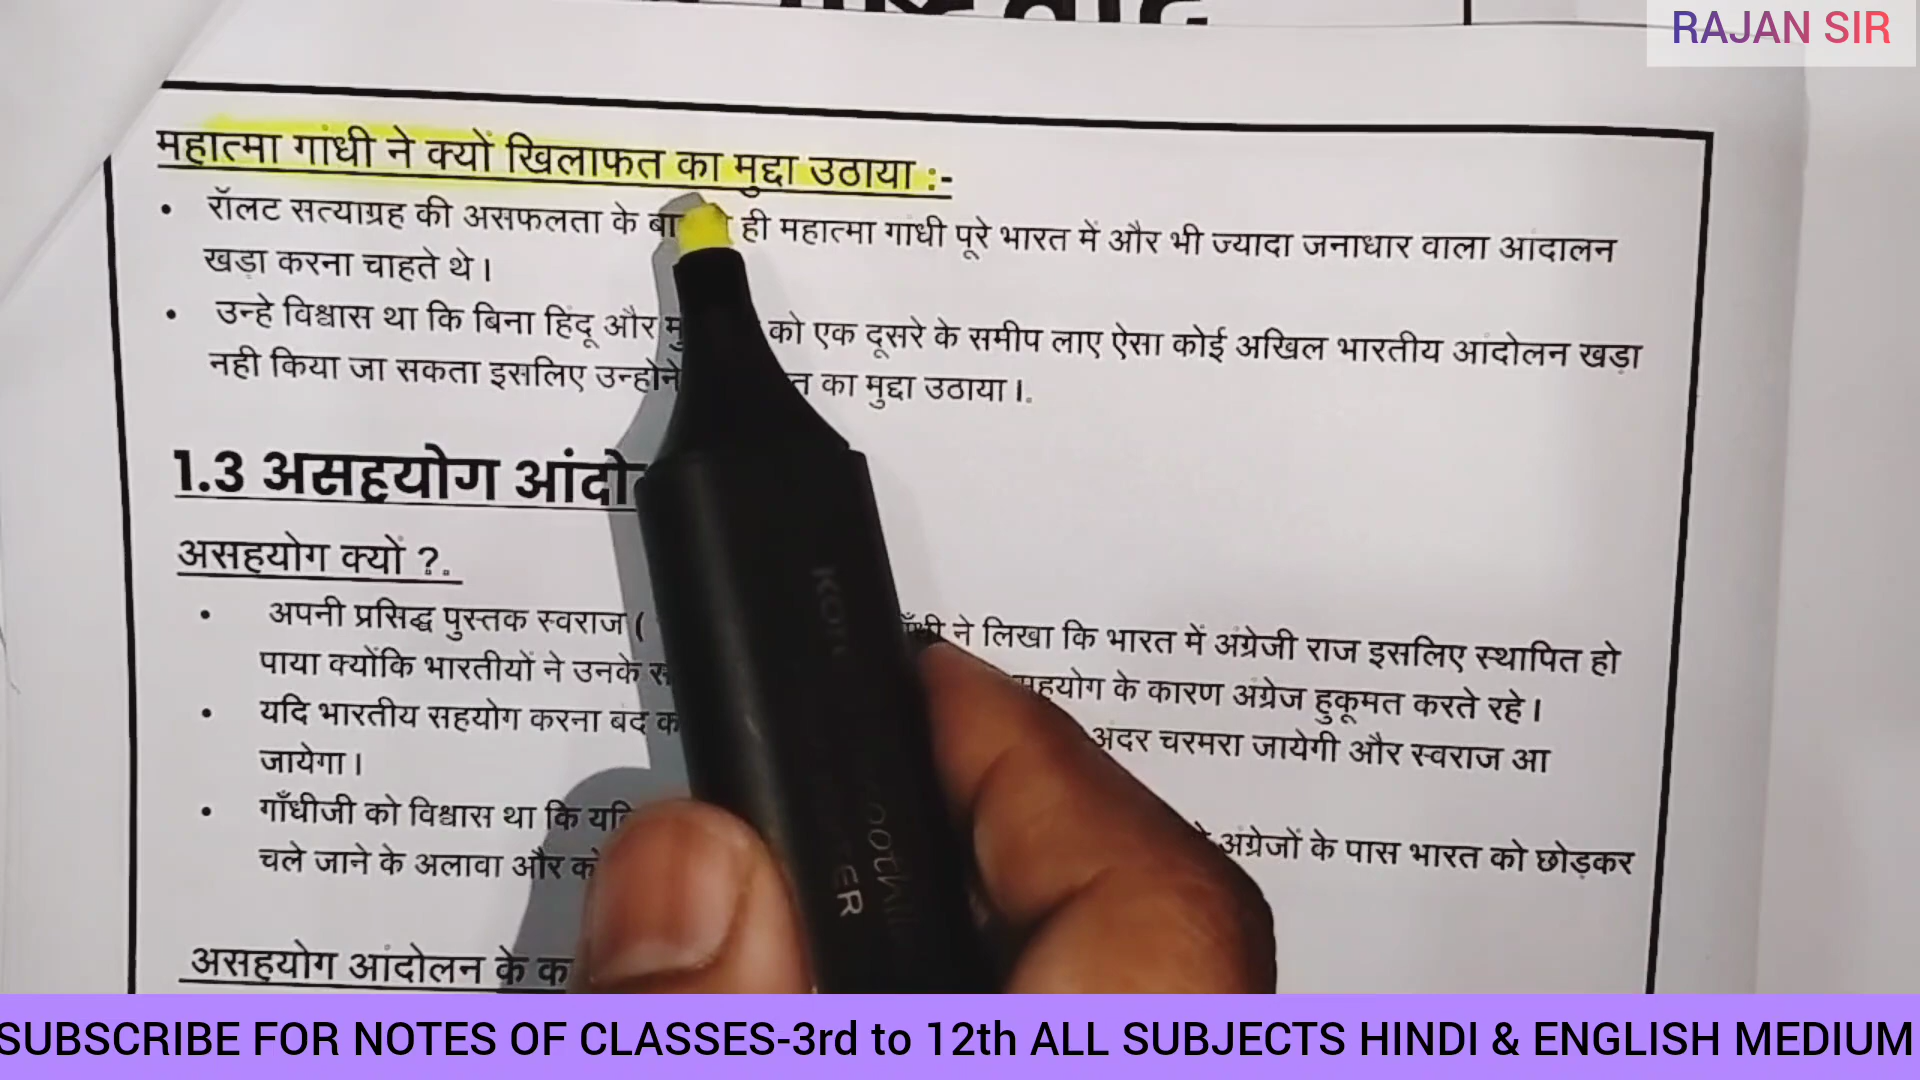 RAJAN SIR
महात्मा गांधी ने क्यों खिलाफत का मुद्दा उठाया :-
• रॉलट सत्याग्रह की असफलता के ही महात्मा गांधी पूरे भारत में और भी ज्यादा जनाधार वाला आंदालन
खड़ा करना चाहते थे ।
• उन्हे विश्वास था कि बिना हिंदू और को एक दूसरे के समीप लाए ऐसा कोई अखिल भारतीय आंदोलन खड़ा
नही किया जा सकता इसलिए उन्होने का मुद्दा उठाया ।.
1.3 असहयोग
असहयोग क्यों ?.
• अपनी प्रसिद्ध पुस्तक स्वराज ( ने लिखा कि भारत में अंग्रेजी राज इसलिए स्थापित हो
पाया क्योंकि भारतीयों ने उनके के कारण अंग्रेज हुकूमत करते रहे ।
• यदि भारतीय सहयोग करना बंद अंदर चरमरा जायेगी और स्वराज आ
जायेगा ।
• गाँधीजी को विश्वास था कि अंग्रेजों के पास भारत को छोड़कर
चले जाने के अलावा और
असहयोग आंदोलन के
SUBSCRIBE FOR NOTES OF CLASSES-3rd to 12th ALL SUBJECTS HINDI & ENGLISH MEDIUM